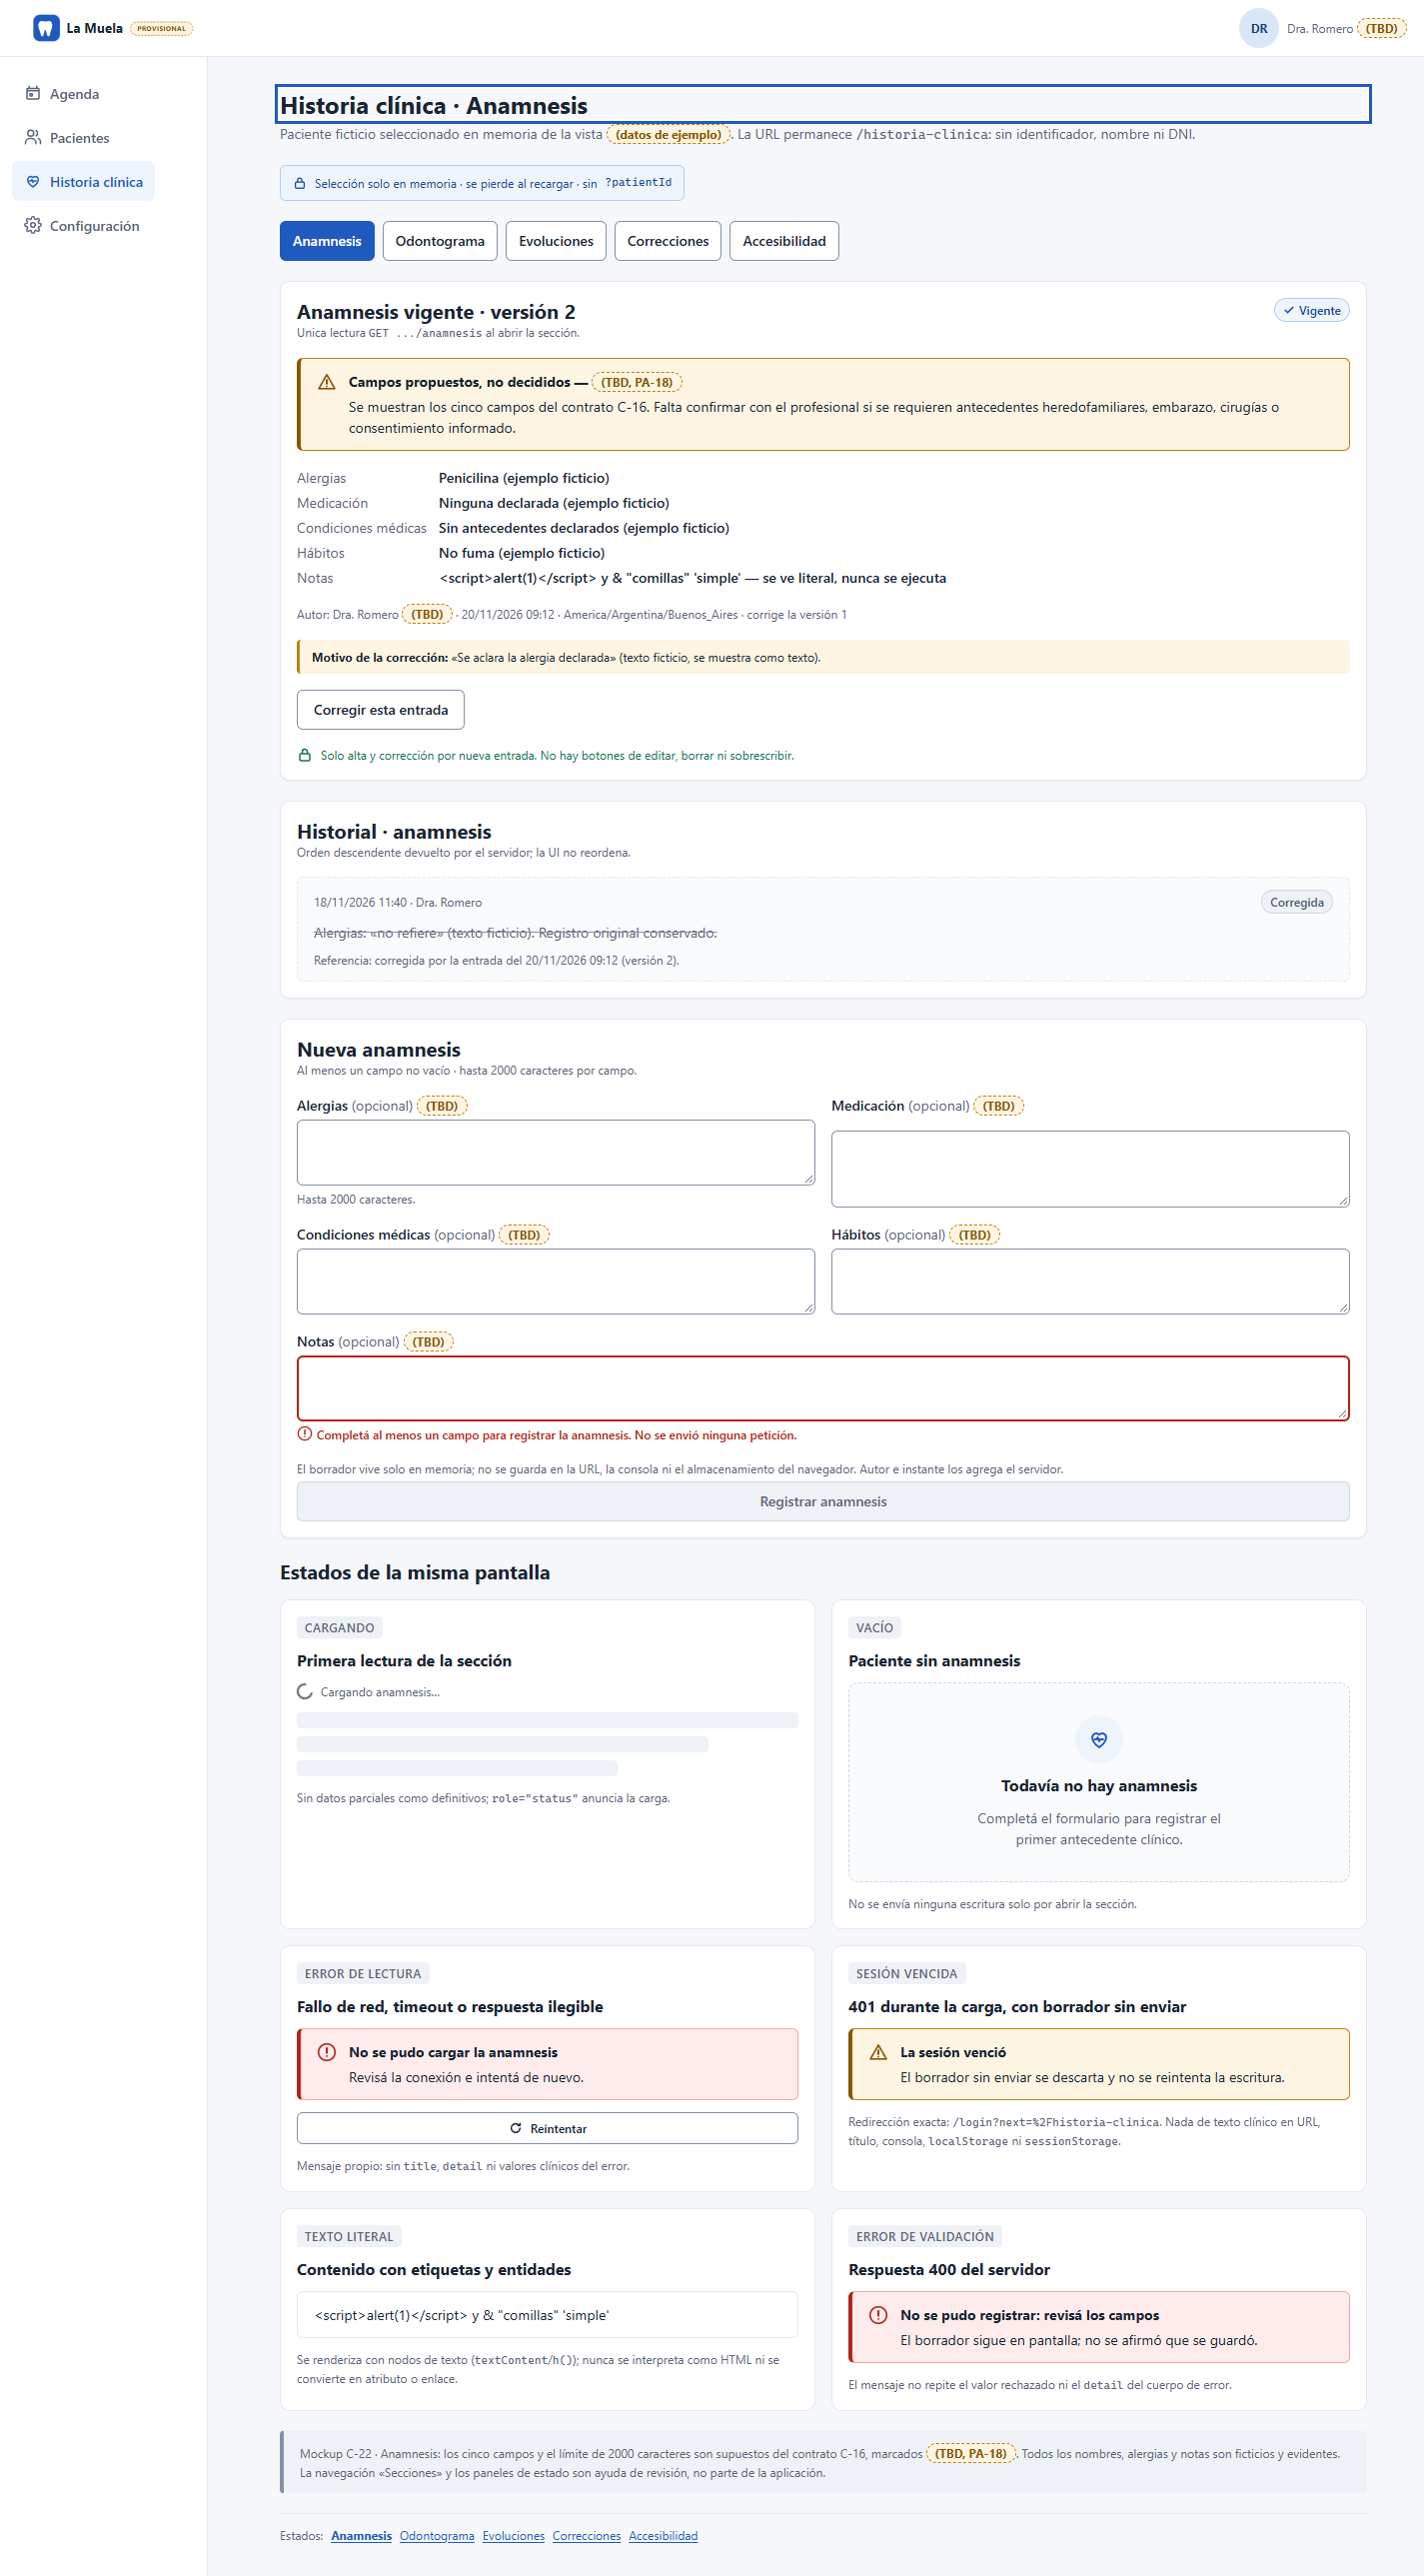 La Muela PROVISIONAL
DR Dra. Romero (TBD)
Agenda
Pacientes
Historia clínica
Configuración
Historia clínica · Anamnesis
Paciente ficticio seleccionado en memoria de la vista (datos de ejemplo). La URL permanece /historia-clinica: sin identificador, nombre ni DNI.
Selección solo en memoria · se pierde al recargar · sin ?patientId
Anamnesis Odontograma Evoluciones Correcciones Accesibilidad
Anamnesis vigente · versión 2
Vigente
Unica lectura GET .../anamnesis al abrir la sección.
Campos propuestos, no decididos — (TBD, PA-18)
Se muestran los cinco campos del contrato C-16. Falta confirmar con el profesional si se requieren antecedentes heredofamiliares, embarazo, cirugías o
consentimiento informado.
Alergias Penicilina (ejemplo ficticio)
Medicación Ninguna declarada (ejemplo ficticio)
Condiciones médicas Sin antecedentes declarados (ejemplo ficticio)
Hábitos No fuma (ejemplo ficticio)
Notas <script>alert(1)</script> y & "comillas" 'simple' — se ve literal, nunca se ejecuta
Autor: Dra. Romero (TBD) · 20/11/2026 09:12 · America/Argentina/Buenos_Aires · corrige la versión 1
Motivo de la corrección: «Se aclara la alergia declarada» (texto ficticio, se muestra como texto).
Corregir esta entrada
Solo alta y corrección por nueva entrada. No hay botones de editar, borrar ni sobrescribir.
Historial · anamnesis
Orden descendente devuelto por el servidor; la UI no reordena.
18/11/2026 11:40 · Dra. Romero
Corregida
Alergias: «no refiere» (texto ficticio). Registro original conservado.
Referencia: corregida por la entrada del 20/11/2026 09:12 (versión 2).
Nueva anamnesis
Al menos un campo no vacío · hasta 2000 caracteres por campo.
Alergias (opcional) (TBD)
Medicación (opcional) (TBD)
Hasta 2000 caracteres.
Condiciones médicas (opcional) (TBD)
Hábitos (opcional) (TBD)
Notas (opcional) (TBD)
Completá al menos un campo para registrar la anamnesis. No se envió ninguna petición.
El borrador vive solo en memoria; no se guarda en la URL, la consola ni el almacenamiento del navegador. Autor e instante los agrega el servidor.
Registrar anamnesis
Estados de la misma pantalla
CARGANDO
Primera lectura de la sección
Cargando anamnesis...
Sin datos parciales como definitivos; role="status" anuncia la carga.
VACÍO
Paciente sin anamnesis
Todavía no hay anamnesis
Completá el formulario para registrar el
primer antecedente clínico.
No se envía ninguna escritura solo por abrir la sección.
ERROR DE LECTURA
Fallo de red, timeout o respuesta ilegible
No se pudo cargar la anamnesis
Revisá la conexión e intentá de nuevo.
Reintentar
Mensaje propio: sin title, detail ni valores clínicos del error.
SESIÓN VENCIDA
401 durante la carga, con borrador sin enviar
La sesión venció
El borrador sin enviar se descarta y no se reintenta la escritura.
Redirección exacta: /login?next=%2Fhistoria-clinica. Nada de texto clínico en URL,
título, consola, localStorage ni sessionStorage.
TEXTO LITERAL
Contenido con etiquetas y entidades
<script>alert(1)</script> y & "comillas" 'simple'
Se renderiza con nodos de texto (textContent/h()); nunca se interpreta como HTML ni se
convierte en atributo o enlace.
ERROR DE VALIDACIÓN
Respuesta 400 del servidor
No se pudo registrar: revisá los campos
El borrador sigue en pantalla; no se afirmó que se guardó.
El mensaje no repite el valor rechazado ni el detail del cuerpo de error.
Mockup C-22 · Anamnesis: los cinco campos y el límite de 2000 caracteres son supuestos del contrato C-16, marcados (TBD, PA-18). Todos los nombres, alergias y notas son ficticios y evidentes.
La navegación «Secciones» y los paneles de estado son ayuda de revisión, no parte de la aplicación.
Estados: Anamnesis Odontograma Evoluciones Correcciones Accesibilidad